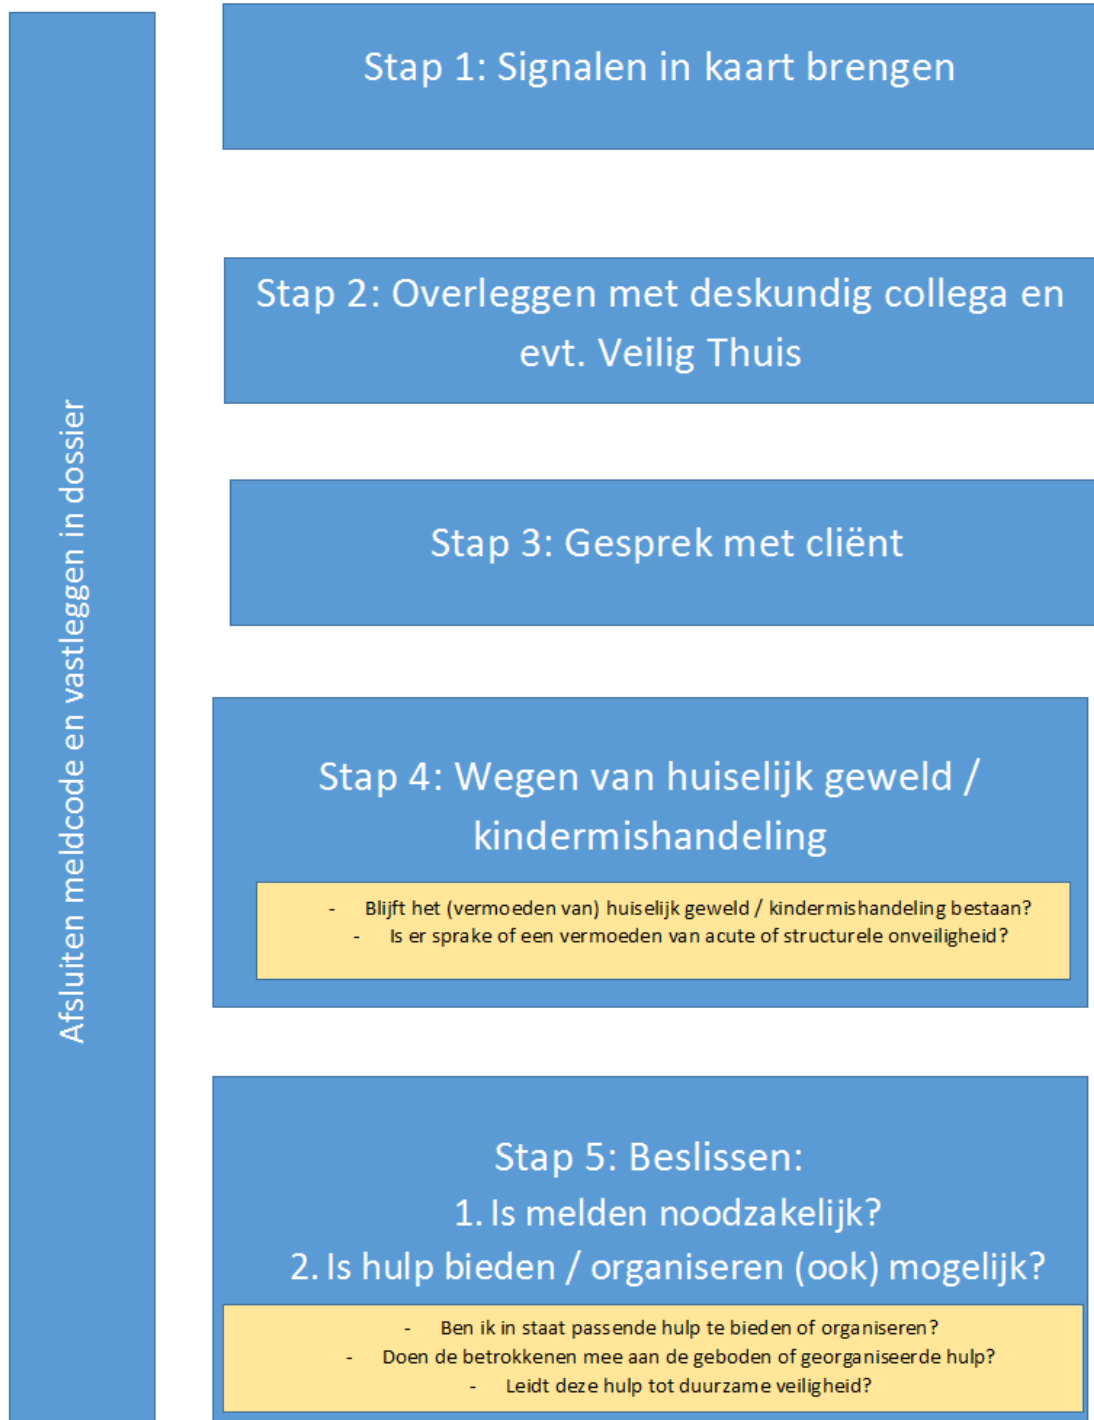 Afsluiten meldcode en vastleggen in dossier
Stap 1: Signalen in kaart brengen
Stap 2: Overleggen met deskundig collega en
evt. Veilig Thuis
Stap 3: Gesprek met cliënt
Stap 4: Wegen van huiselijk geweld /
kindermishandeling
- Blijft het (vermoeden van) huiselijk geweld / kindermishandeling bestaan?
- Is er sprake of een vermoeden van acute of structurele onveiligheid?
Stap 5: Beslissen:
1. Is melden noodzakelijk?
2. Is hulp bieden / organiseren (ook) mogelijk?
- Ben ik in staat passende hulp te bieden of organiseren?
- Doen de betrokkenen mee aan de geboden of georganiseerde hulp?
- Leidt deze hulp tot duurzame veiligheid?